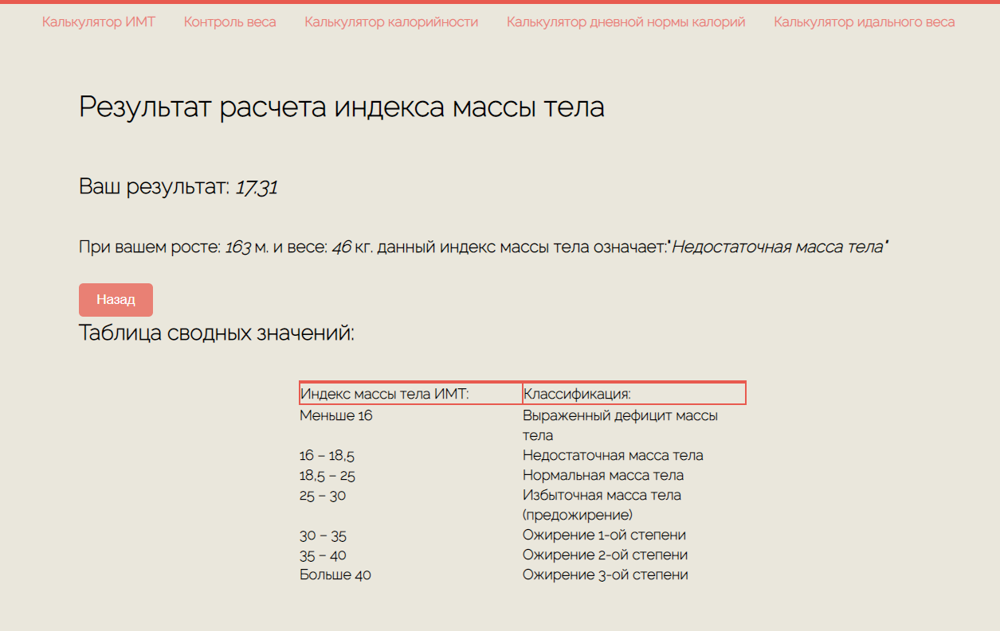 Калькулятор ИМТ Контроль веса Калькулятор калорийности Калькулятор дневной нормы калорий Калькулятор идального веса
Результат расчета индекса массы тела
Ваш результат: 17.31
При вашем росте: 163 м. и весе: 46 кг. данный индекс массы тела означает:"Недостаточная масса тела"
Назад
Таблица сводных значений:
Индекс массы тела ИМТ: Классификация:
Меньше 16 Выраженный дефицит массы
тела
16 – 18,5 Недостаточная масса тела
18,5 – 25 Нормальная масса тела
25 – 30 Избыточная масса тела
(предожирение)
30 – 35 Ожирение 1-ой степени
35 – 40 Ожирение 2-ой степени
Больше 40 Ожирение 3-ой степени